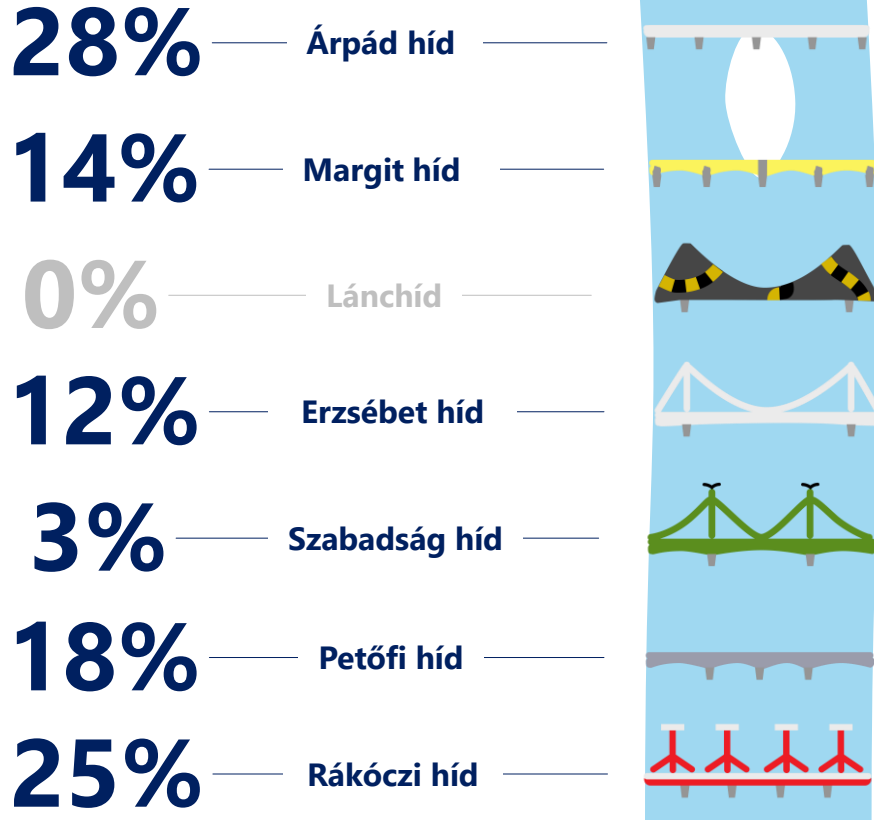 28% Árpád híd
14% Margit híd
0% Lánchíd
12% Erzsébet híd
3% Szabadság híd
18% Petőfi híd
25% Rákóczi híd